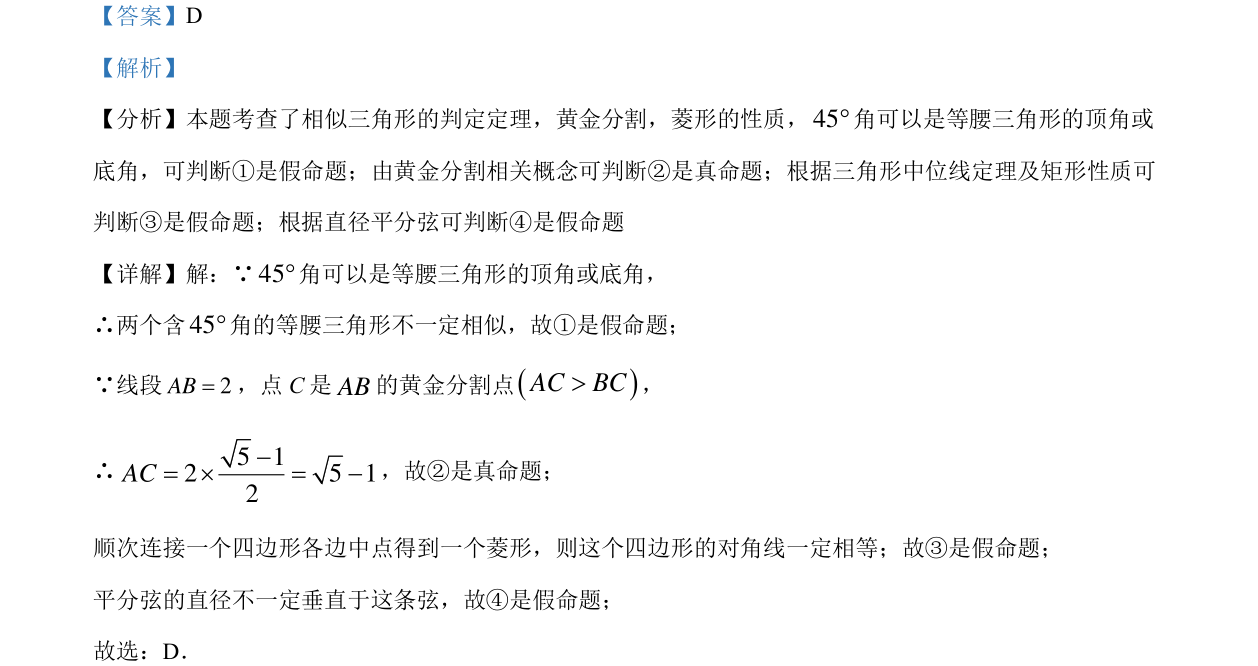 【答案】D
【解析】
【分析】本题考查了相似三角形的判定定理，黄金分割，菱形的性质，45°角可以是等腰三角形的顶角或
底角，可判断①是假命题；由黄金分割相关概念可判断②是真命题；根据三角形中位线定理及矩形性质可
判断③是假命题；根据直径平分弦可判断④是假命题
【详解】解：∵45°角可以是等腰三角形的顶角或底角，
∴两个含45°角的等腰三角形不一定相似，故①是假命题；
∵线段 AB = 2，点 C 是 AB 的黄金分割点(AC > BC)，
∴ AC = 2×(√5−1)/2 = √5−1，故②是真命题；
顺次连接一个四边形各边中点得到一个菱形，则这个四边形的对角线一定相等；故③是假命题；
平分弦的直径不一定垂直于这条弦，故④是假命题；
故选：D．